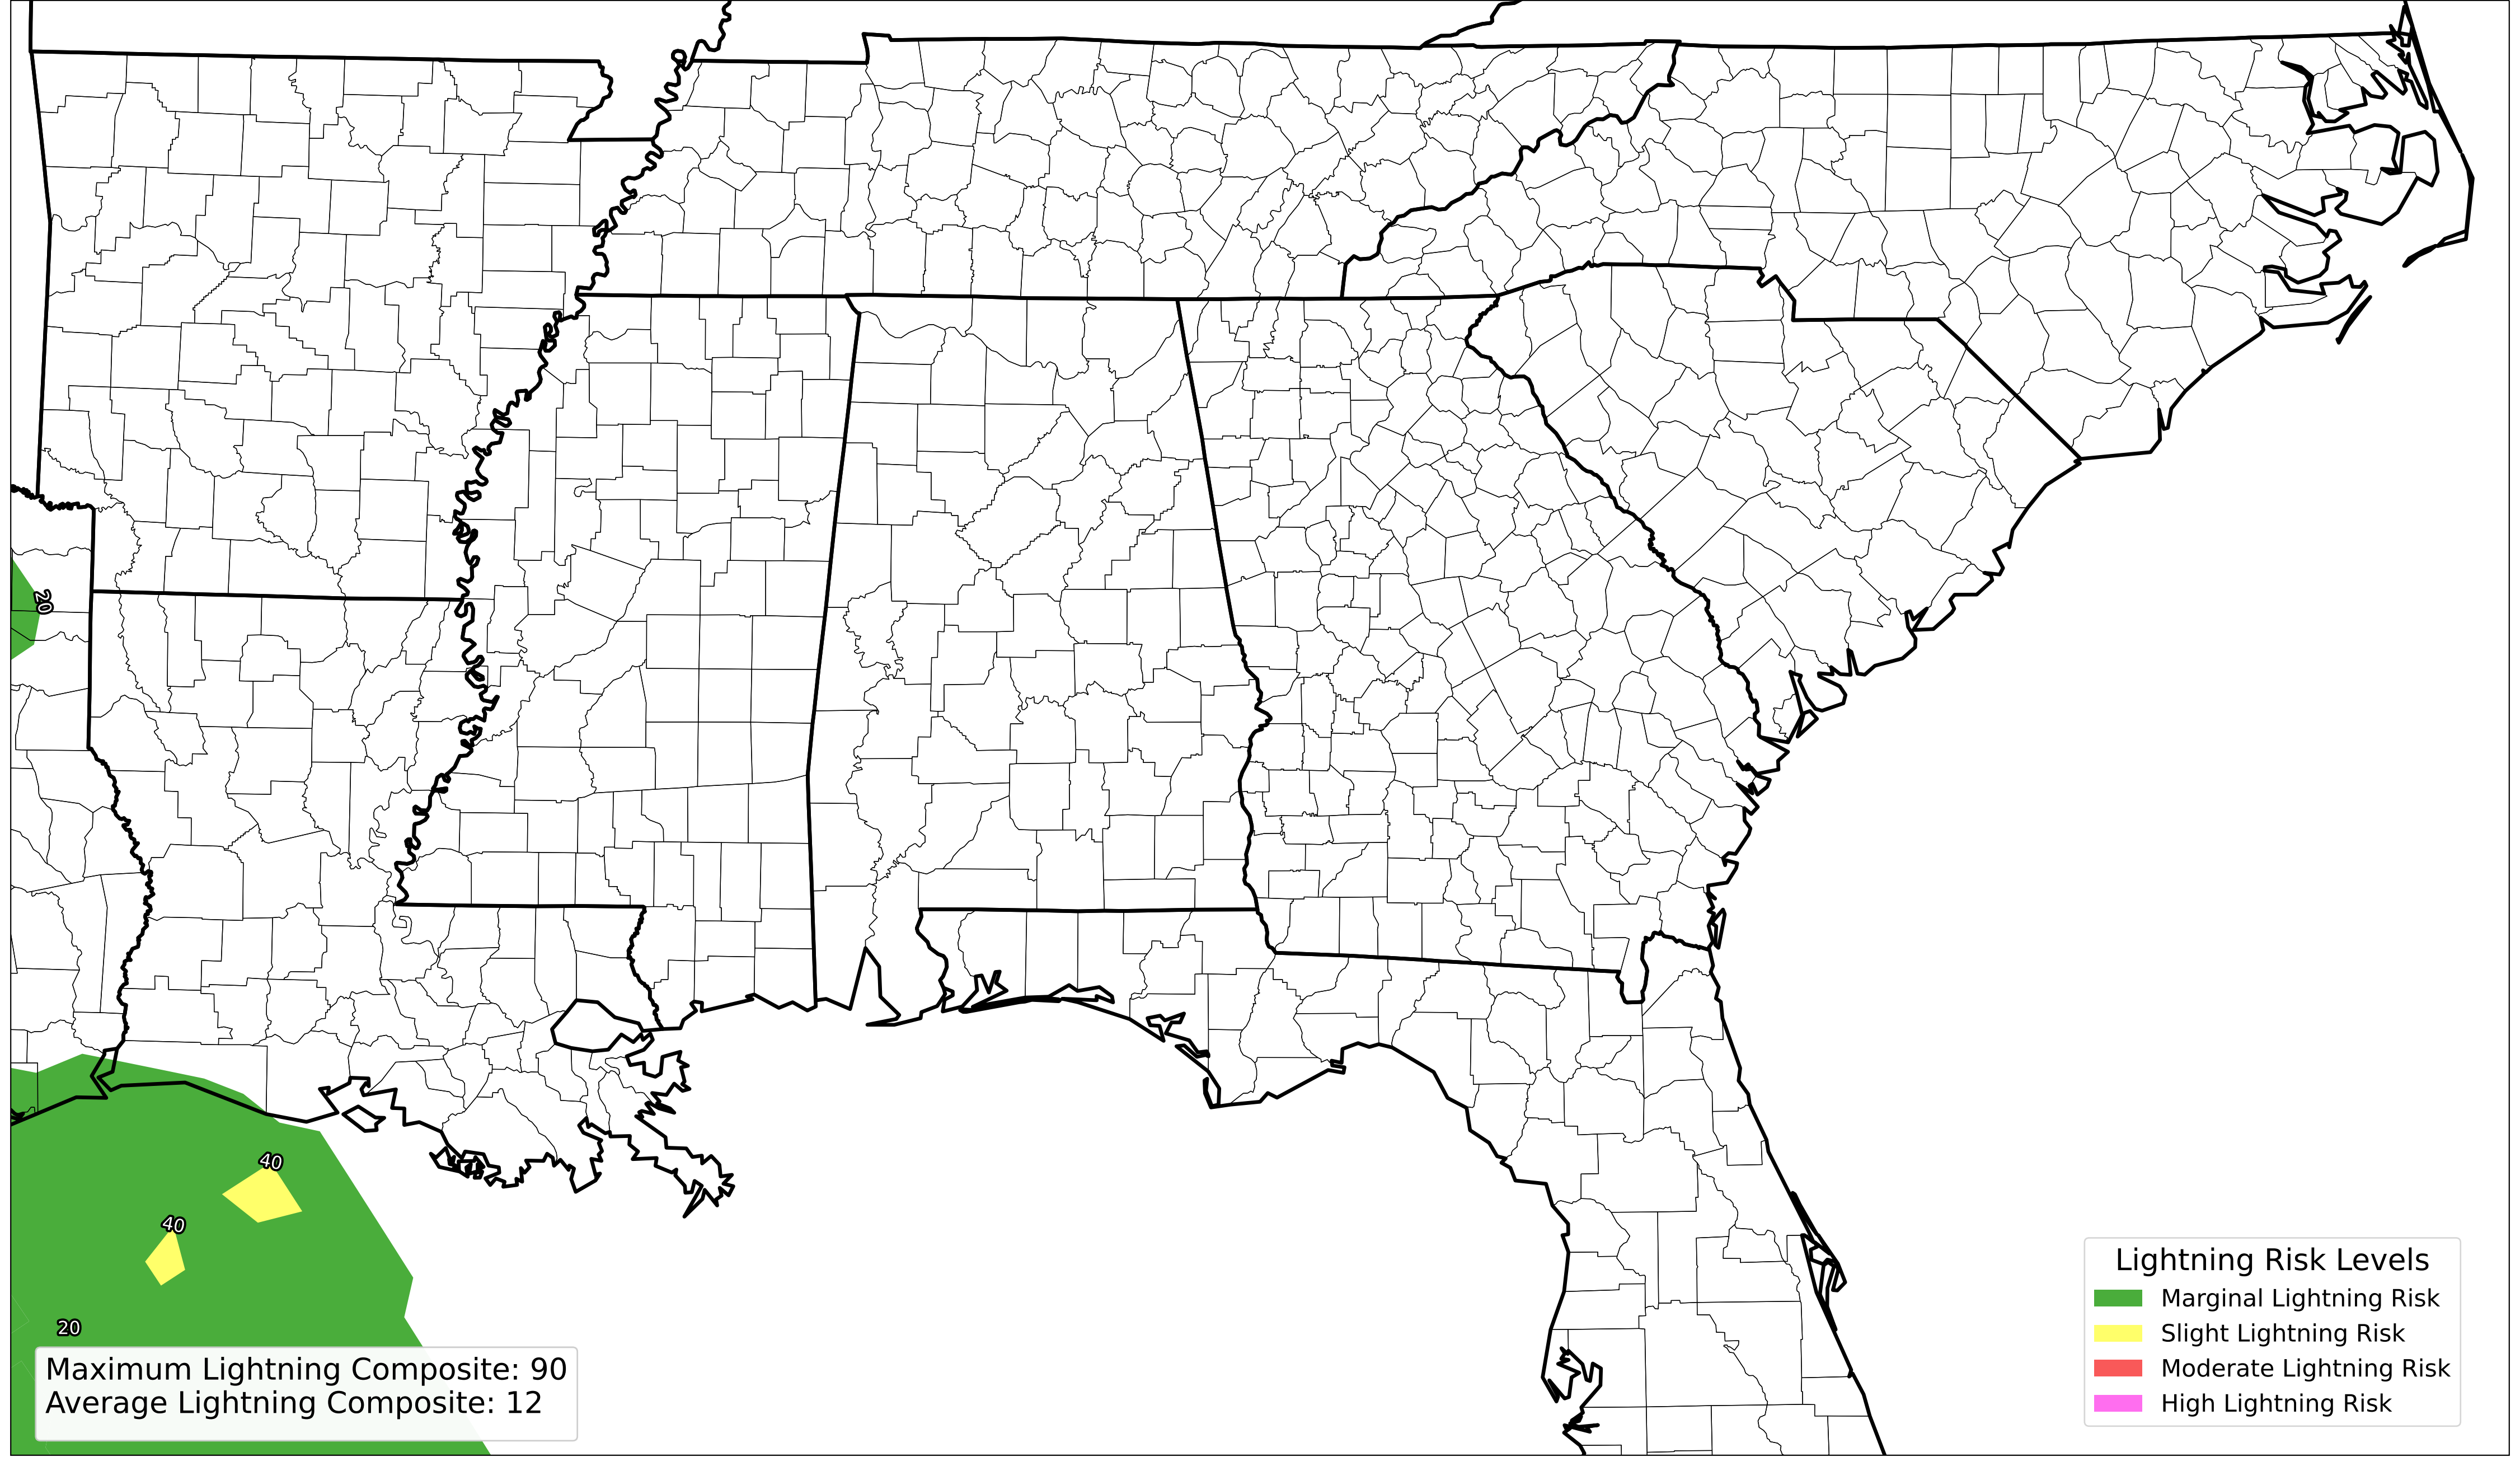 20
40
40
20
Maximum Lightning Composite: 90
Average Lightning Composite: 12
Lightning Risk Levels
Marginal Lightning Risk
Slight Lightning Risk
Moderate Lightning Risk
High Lightning Risk